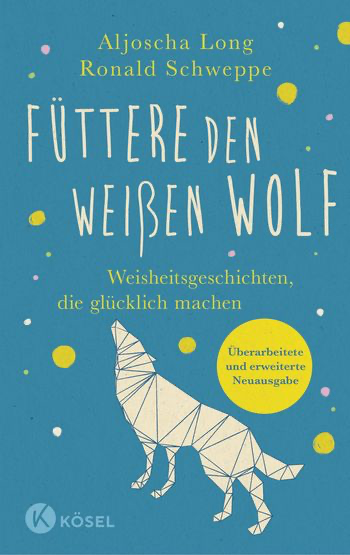 Aljoscha Long
Ronald Schweppe
FÜTTERE DEN
WEIßEN WOLF
Weisheitsgeschichten,
die glücklich machen
Überarbeitete
und erweiterte
Neuausgabe
K KÖSEL